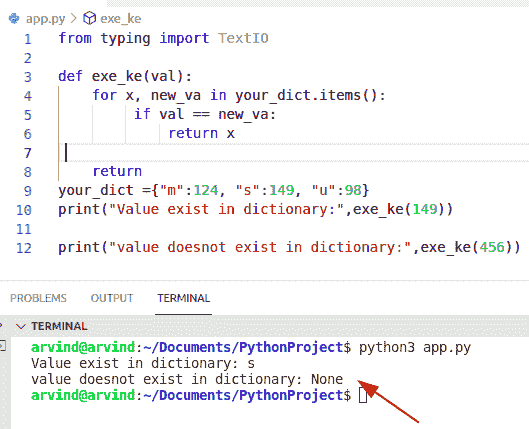 app.py > exe_ke
1 from typing import TextIO
2
3 def exe_ke(val):
4     for x, new_va in your_dict.items():
5         if val == new_va:
6             return x
7
8     return
9 your_dict ={"m":124, "s":149, "u":98}
10 print("Value exist in dictionary:",exe_ke(149))
11
12 print("value doesnot exist in dictionary:",exe_ke(456))
PROBLEMS OUTPUT TERMINAL
TERMINAL
arvind@arvind:~/Documents/PythonProject$ python3 app.py
Value exist in dictionary: s
value doesnot exist in dictionary: None
arvind@arvind:~/Documents/PythonProject$